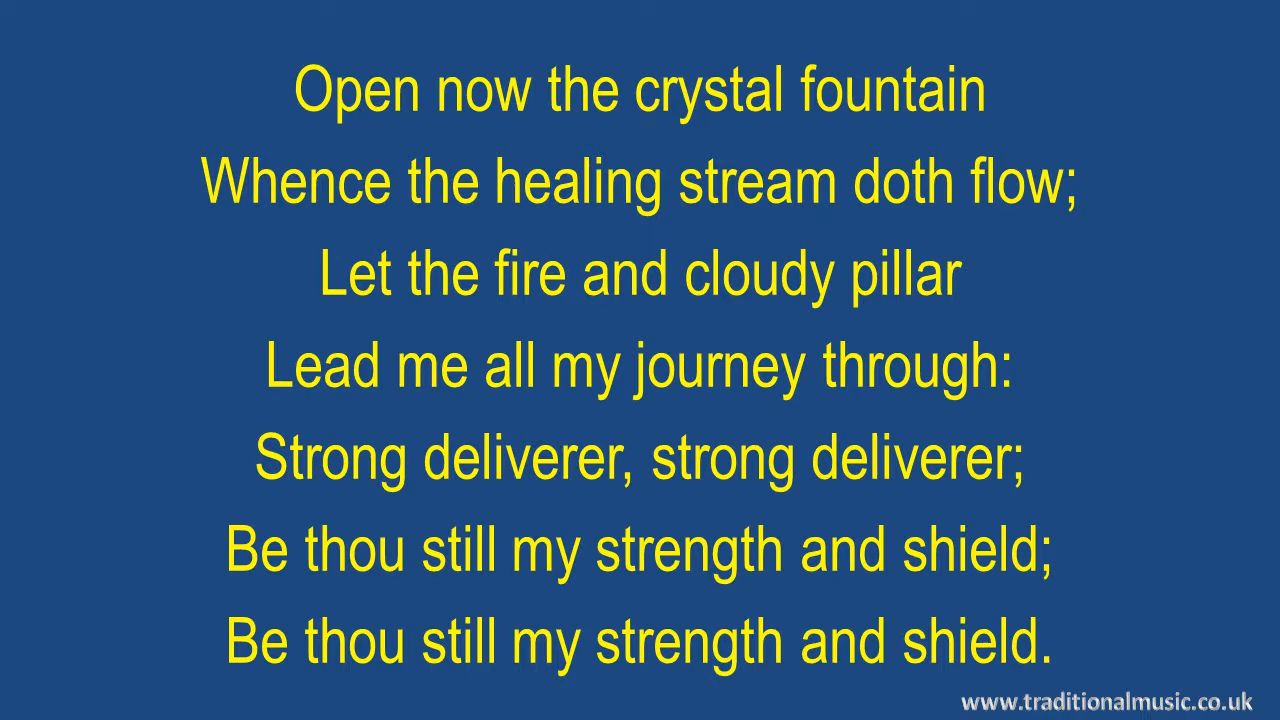 Open now the crystal fountain
Whence the healing stream doth flow;
Let the fire and cloudy pillar
Lead me all my journey through:
Strong deliverer, strong deliverer;
Be thou still my strength and shield;
Be thou still my strength and shield.
www.traditionalmusic.co.uk